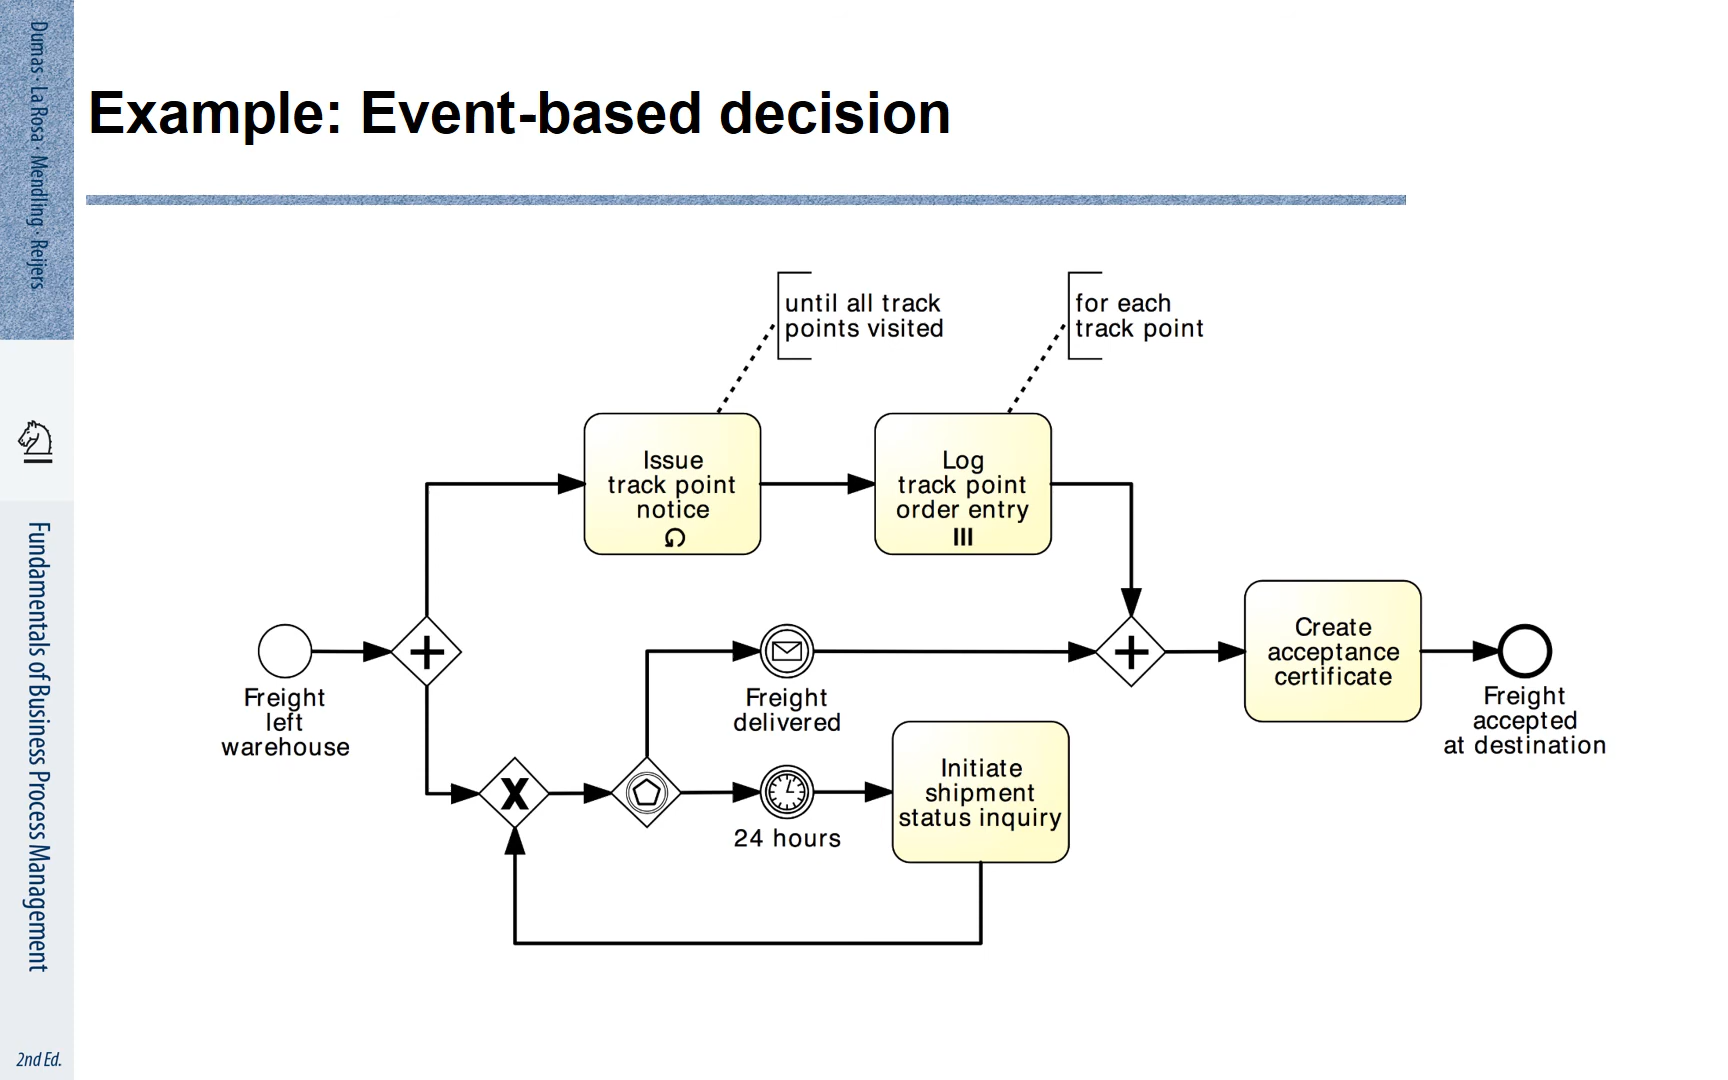 Dumas · La Rosa · Mendling · Reijers
Fundamentals of Business Process Management
2nd Ed.
Example: Event-based decision
until all track
points visited
for each
track point
Issue
track point
notice
Log
track point
order entry
Freight
left
warehouse
Freight
delivered
24 hours
Initiate
shipment
status inquiry
Create
acceptance
certificate
Freight
accepted
at destination